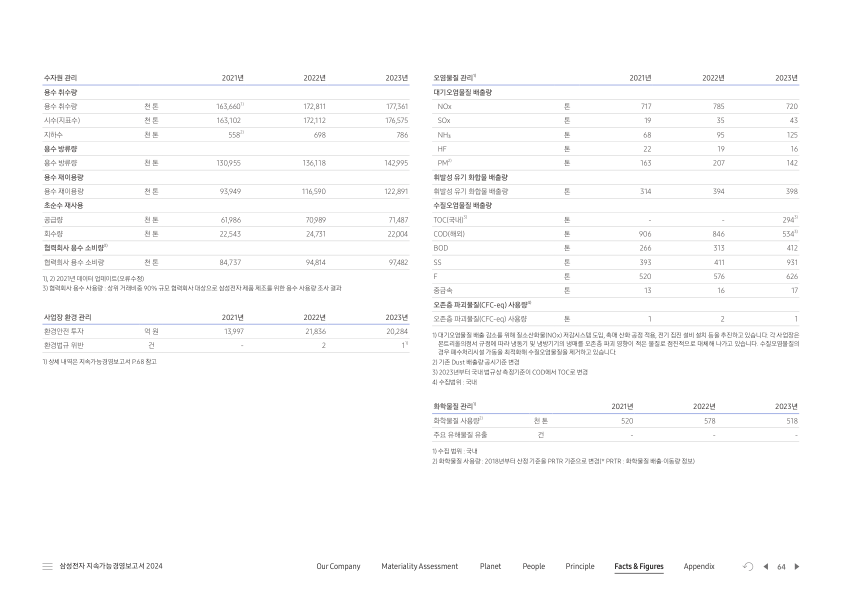 수자원 관리 2021년 2022년 2023년
용수 취수량
용수 취수량 천 톤 163,660¹⁾ 172,811 177,361
시수(지표수) 천 톤 163,102 172,112 176,575
지하수 천 톤 558²⁾ 698 786
용수 방류량
용수 방류량 천 톤 130,955 136,118 142,995
용수 재이용량
용수 재이용량 천 톤 93,949 116,590 122,891
초순수 재사용
공급량 천 톤 61,986 70,989 71,487
회수량 천 톤 22,543 24,731 22,004
협력회사 용수 소비량³⁾
협력회사 용수 소비량 천 톤 84,737 94,814 97,482
1), 2) 2021년 데이터 업데이트(오류수정)
3) 협력회사 용수 사용량 : 상위 거래비중 90% 규모 협력회사 대상으로 삼성전자 제품 제조를 위한 용수 사용량 조사 결과
사업장 환경 관리 2021년 2022년 2023년
환경안전 투자 억 원 13,997 21,836 20,284
환경법규 위반 건 - 2 1¹⁾
1) 상세 내역은 지속가능경영보고서 P.68 참고
오염물질 관리¹⁾ 2021년 2022년 2023년
대기오염물질 배출량
NOx 톤 717 785 720
SOx 톤 19 35 43
NH₃ 톤 68 95 125
HF 톤 22 19 16
PM²⁾ 톤 163 207 142
휘발성 유기 화합물 배출량
휘발성 유기 화합물 배출량 톤 314 394 398
수질오염물질 배출량
TOC(국내)³⁾ 톤 - - 294³⁾
COD(해외) 톤 906 846 534⁴⁾
BOD 톤 266 313 412
SS 톤 393 411 931
F 톤 520 576 626
중금속 톤 13 16 17
오존층 파괴물질(CFC-eq) 사용량⁴⁾
오존층 파괴물질(CFC-eq) 사용량 톤 1 2 1
1) 대기오염물질 배출 감소를 위해 질소산화물(NOx) 저감시스템 도입, 촉매 산화 공정 적용, 전기 집진 설비 설치 등을 추진하고 있습니다. 각 사업장은
몬트리올의정서 규정에 따라 냉동기 및 냉방기기의 냉매를 오존층 파괴 영향이 적은 물질로 점진적으로 대체해 나가고 있습니다. 수질오염물질의
경우 폐수처리시설 가동을 최적화해 수질오염물질을 제거하고 있습니다.
2) 기존 Dust 배출량 공시기준 변경
3) 2023년부터 국내 법규상 측정기준이 COD에서 TOC로 변경
4) 수집범위 : 국내
화학물질 관리¹⁾ 2021년 2022년 2023년
화학물질 사용량²⁾ 천 톤 520 578 518
주요 유해물질 유출 건 - - -
1) 수집 범위 : 국내
2) 화학물질 사용량 : 2018년부터 산정 기준을 PRTR 기준으로 변경(* PRTR : 화학물질 배출·이동량 정보)
삼성전자 지속가능경영보고서 2024 Our Company Materiality Assessment Planet People Principle Facts & Figures Appendix 64